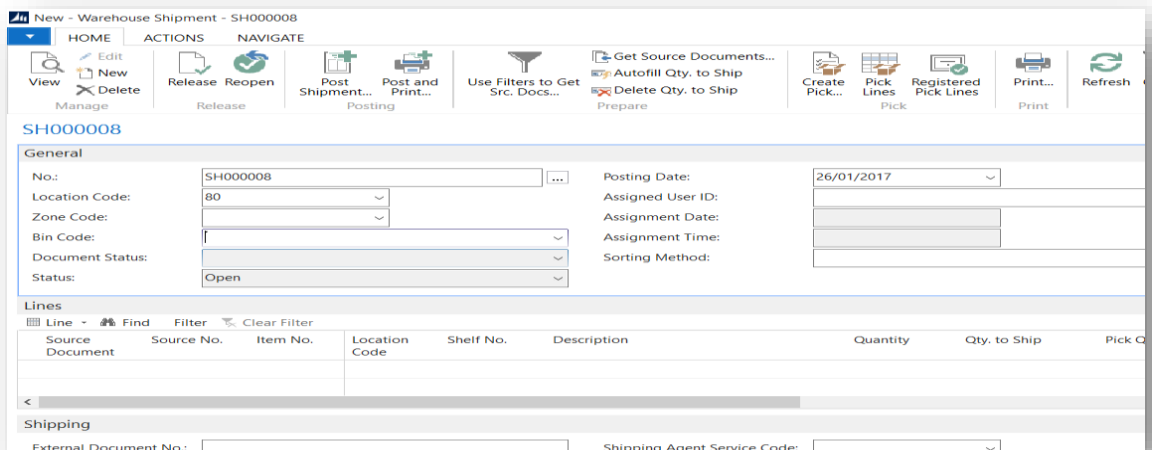 New - Warehouse Shipment - SH000008
HOME ACTIONS NAVIGATE
View
Edit
New
Delete
Manage
Release Reopen
Release
Post Shipment...
Post and Print...
Posting
Use Filters to Get Src. Docs...
Get Source Documents...
Autofill Qty. to Ship
Delete Qty. to Ship
Prepare
Create Pick...
Pick Lines
Registered Pick Lines
Pick
Print...
Print
Refresh
SH000008
General
No.: SH000008 ...
Location Code: 80
Zone Code:
Bin Code:
Document Status:
Status: Open
Posting Date: 26/01/2017
Assigned User ID:
Assignment Date:
Assignment Time:
Sorting Method:
Lines
Line Find Filter Clear Filter
Source Document Source No. Item No. Location Code Shelf No. Description Quantity Qty. to Ship Pick
Shipping
External Document No.: Shipping Agent Service Code: